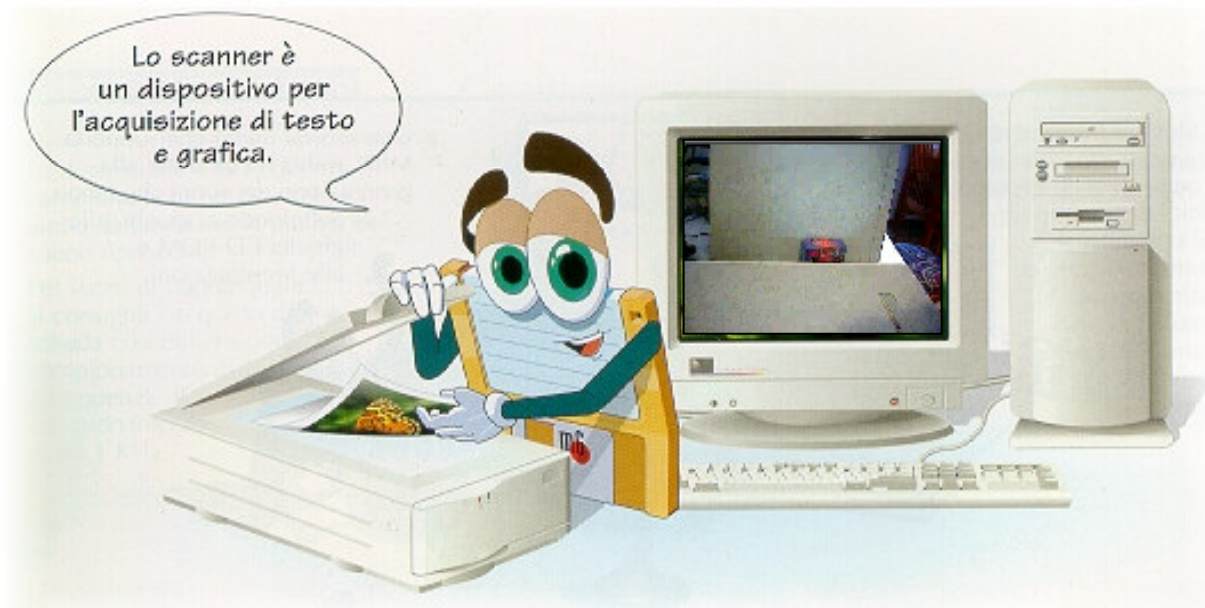 Lo scanner è
un dispositivo per
l'acquisizione di testo
e grafica.